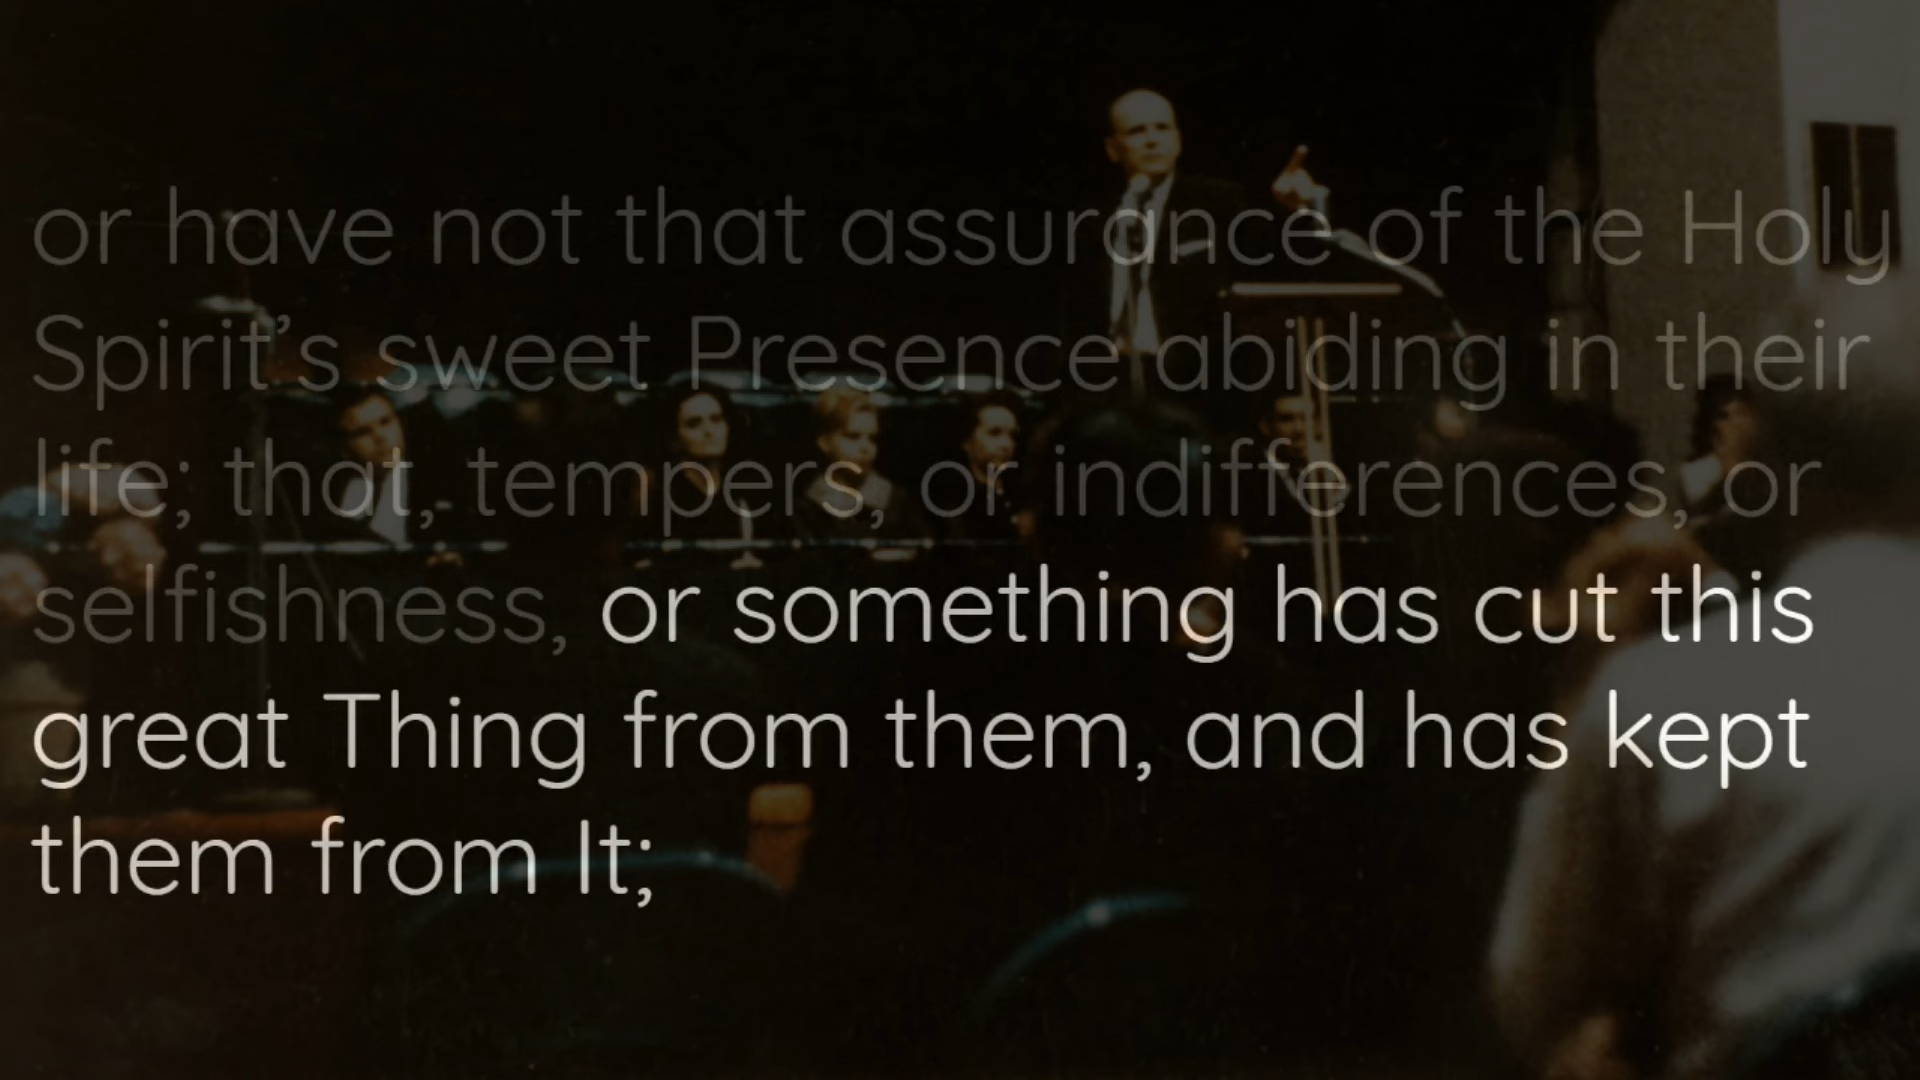 or have not that assurance of the Holy
Spirit’s sweet Presence abiding in their
life; that, tempers, or indifferences, or
selfishness, or something has cut this
great Thing from them, and has kept
them from It;